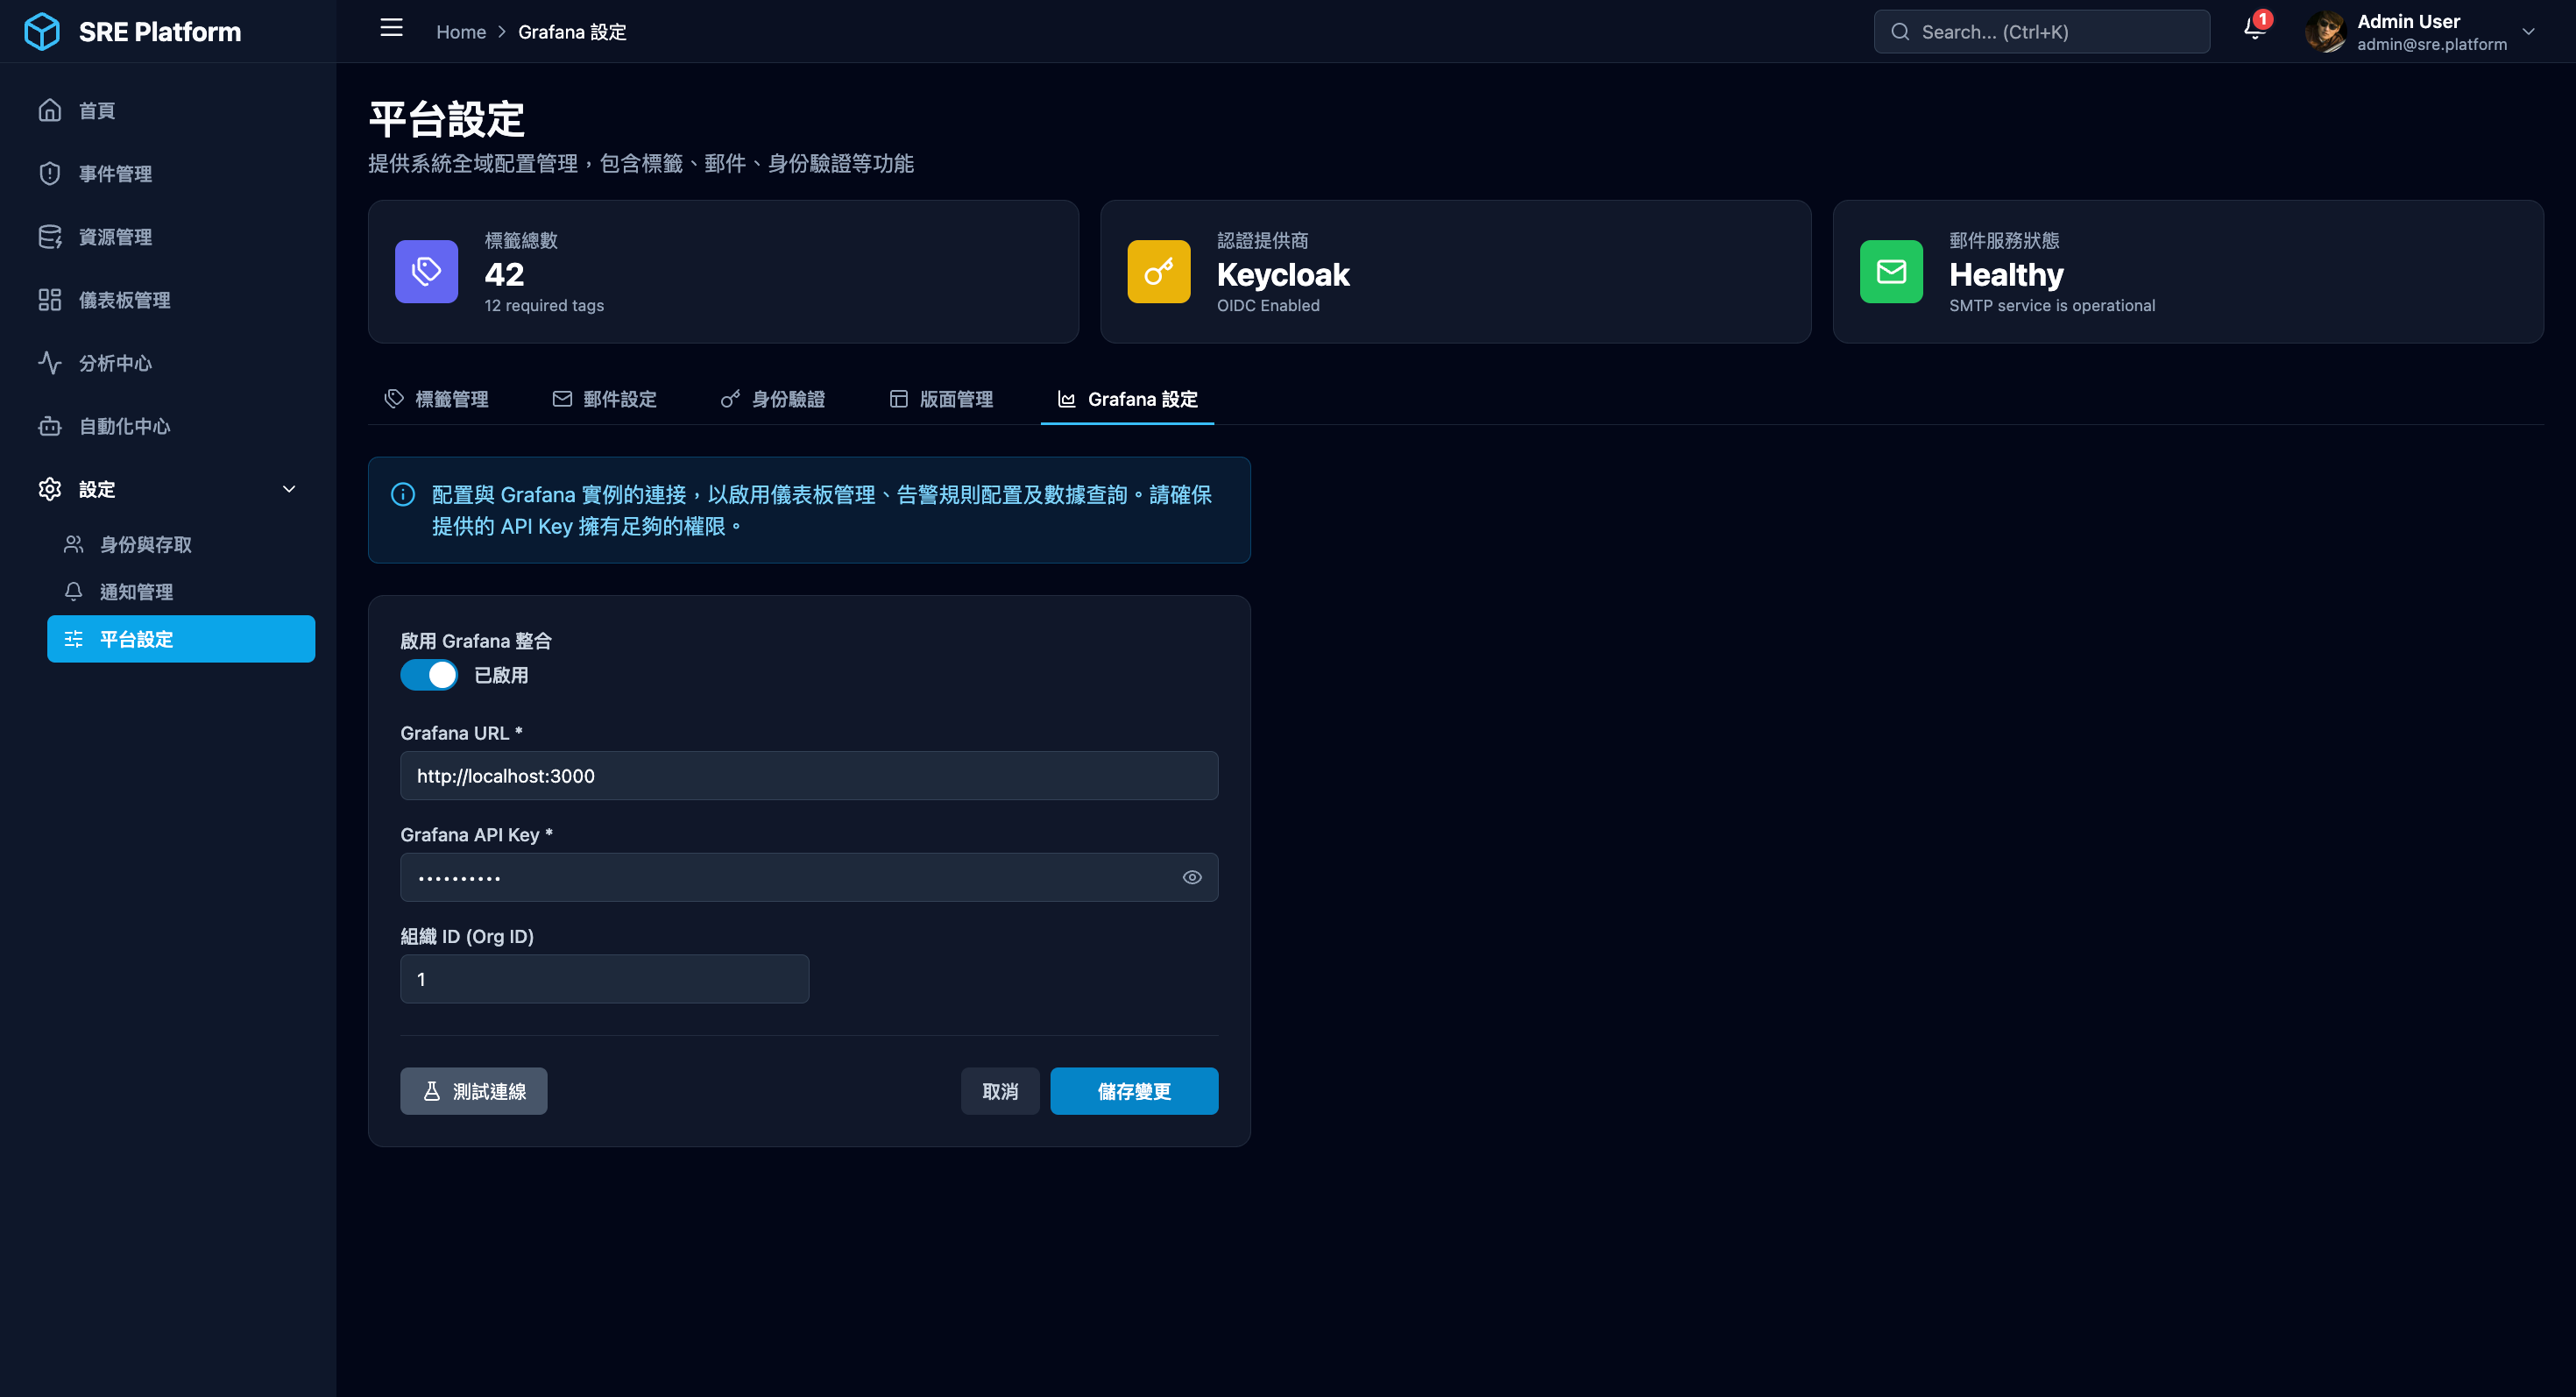 SRE Platform
Home > Grafana 設定
Search... (Ctrl+K)
1
Admin User
admin@sre.platform
首頁
事件管理
資源管理
儀表板管理
分析中心
自動化中心
設定
身份與存取
通知管理
平台設定
平台設定
提供系統全域配置管理，包含標籤、郵件、身份驗證等功能
標籤總數
42
12 required tags
認證提供商
Keycloak
OIDC Enabled
郵件服務狀態
Healthy
SMTP service is operational
標籤管理
郵件設定
身份驗證
版面管理
Grafana 設定
配置與 Grafana 實例的連接，以啟用儀表板管理、告警規則配置及數據查詢。請確保
提供的 API Key 擁有足夠的權限。
啟用 Grafana 整合
已啟用
Grafana URL *
http://localhost:3000
Grafana API Key *
••••••••••
組織 ID (Org ID)
1
測試連線
取消
儲存變更